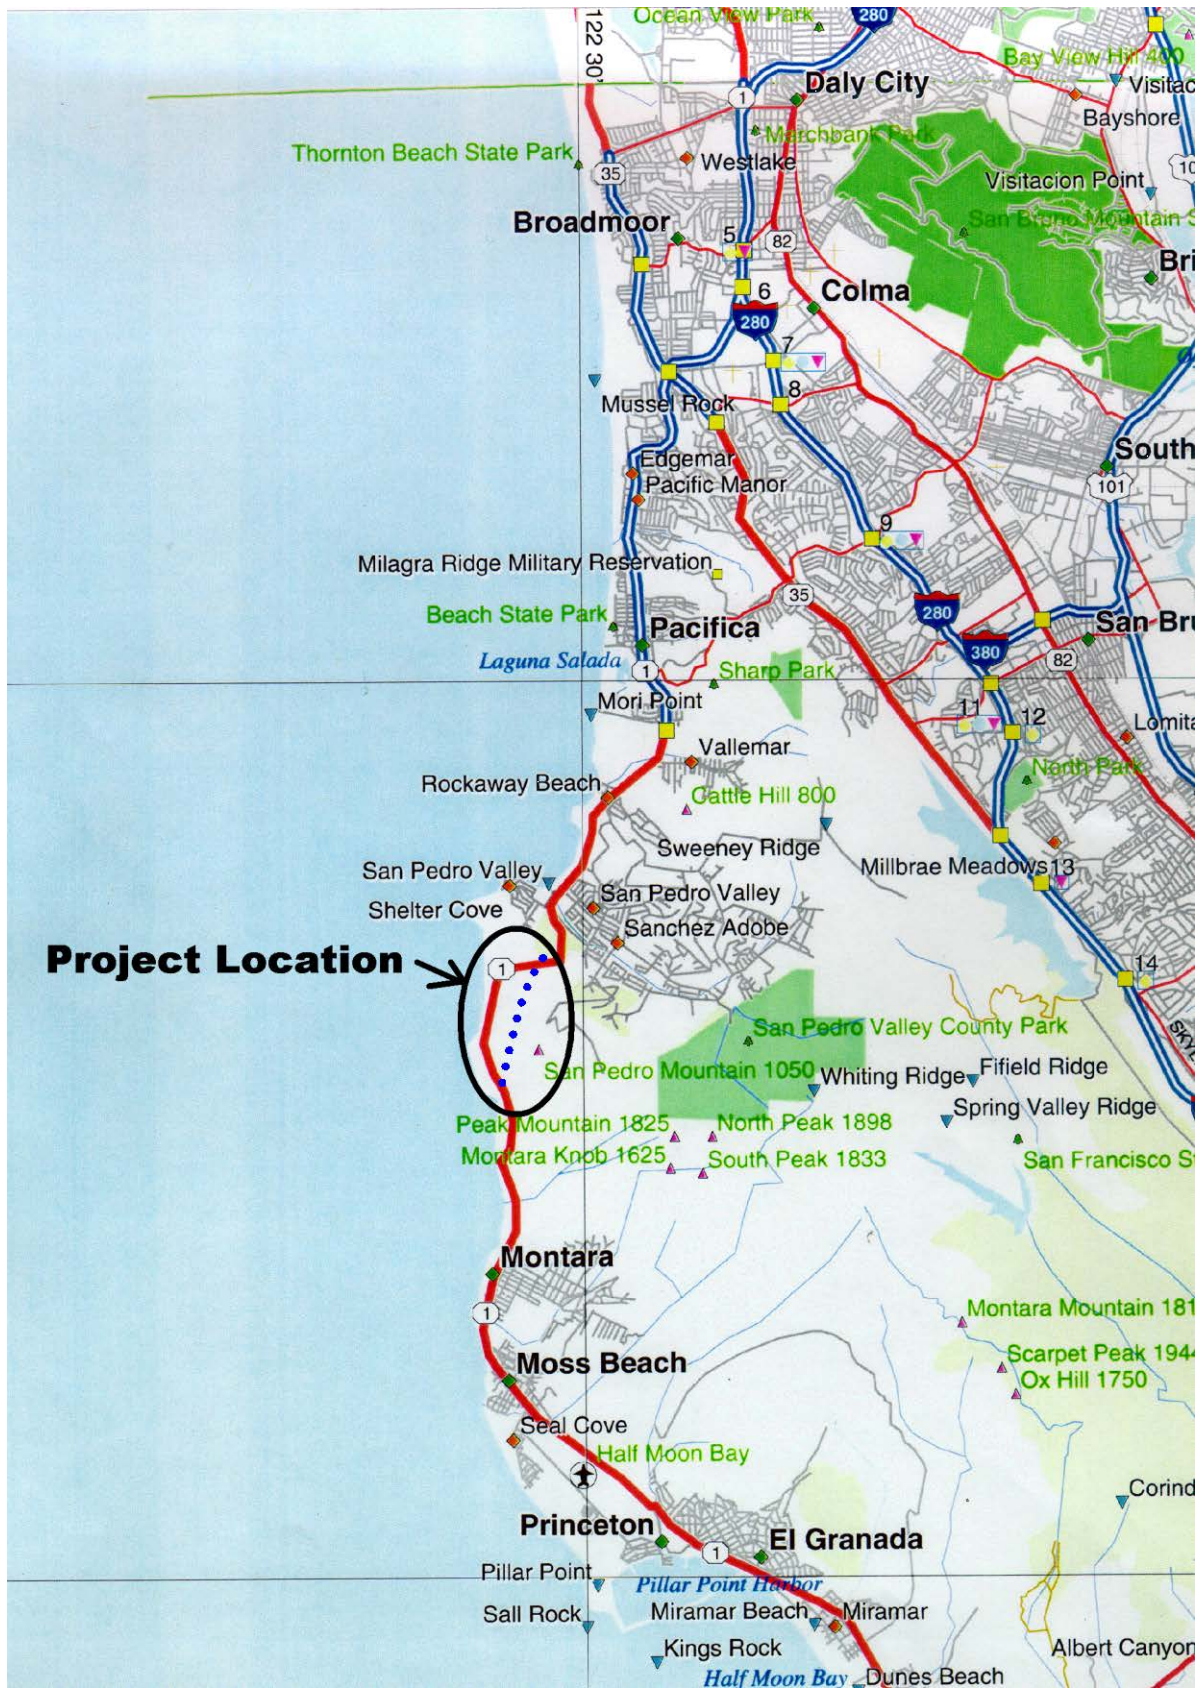 Ocean View Park
280
122 30'
Bay View Hill 400
Daly City
1
Visitac
Bayshore
Marchbank Park
Thornton Beach State Park
Westlake
35
10
Visitacion Point
San Bruno Mountain S
Broadmoor
5
82
Bri
6
Colma
280
7
8
Mussel Rock
Edgemar
South
Pacific Manor
101
9
Milagra Ridge Military Reservation
35
Beach State Park
280
Pacifica
San Bru
380
Laguna Salada
1
82
Sharp Park
Mori Point
11
12
Lomita
Vallemar
North Park
Rockaway Beach
Cattle Hill 800
Sweeney Ridge
San Pedro Valley
Millbrae Meadows
13
Shelter Cove
San Pedro Valley
Sanchez Adobe
Project Location
1
14
San Pedro Valley County Park
SKYL
San Pedro Mountain 1050
Whiting Ridge
Fifield Ridge
Spring Valley Ridge
Peak Mountain 1825
North Peak 1898
Montara Knob 1625
South Peak 1833
San Francisco St
Montara
1
Montara Mountain 181
Scarpet Peak 1944
Moss Beach
Ox Hill 1750
Seal Cove
Half Moon Bay
Corind
Princeton
El Granada
1
Pillar Point
Pillar Point Harbor
Sall Rock
Miramar Beach
Miramar
Kings Rock
Albert Canyon
Half Moon Bay
Dunes Beach